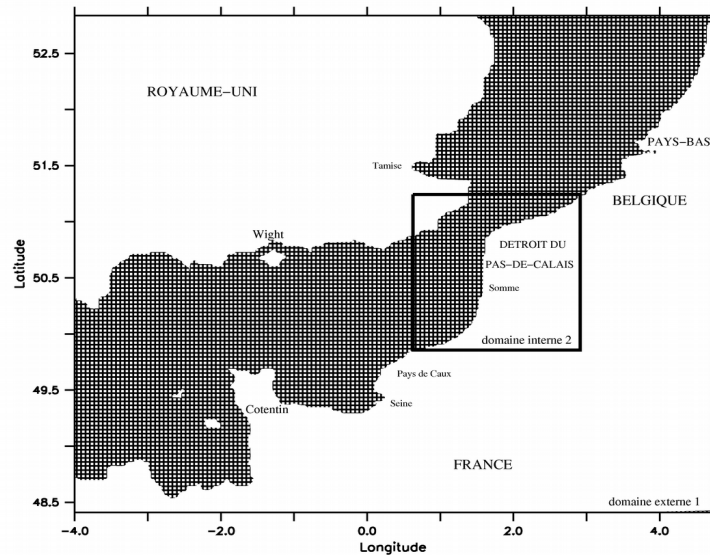 52.5
ROYAUME-UNI
PAYS-BAS
51.5
Tamise
BELGIQUE
Wight
DETROIT DU
PAS-DE-CALAIS
50.5
Somme
domaine interne 2
Pays de Caux
49.5
Cotentin
Seine
FRANCE
48.5
domaine externe 1
-4.0
-2.0
0.0
2.0
4.0
Latitude
Longitude